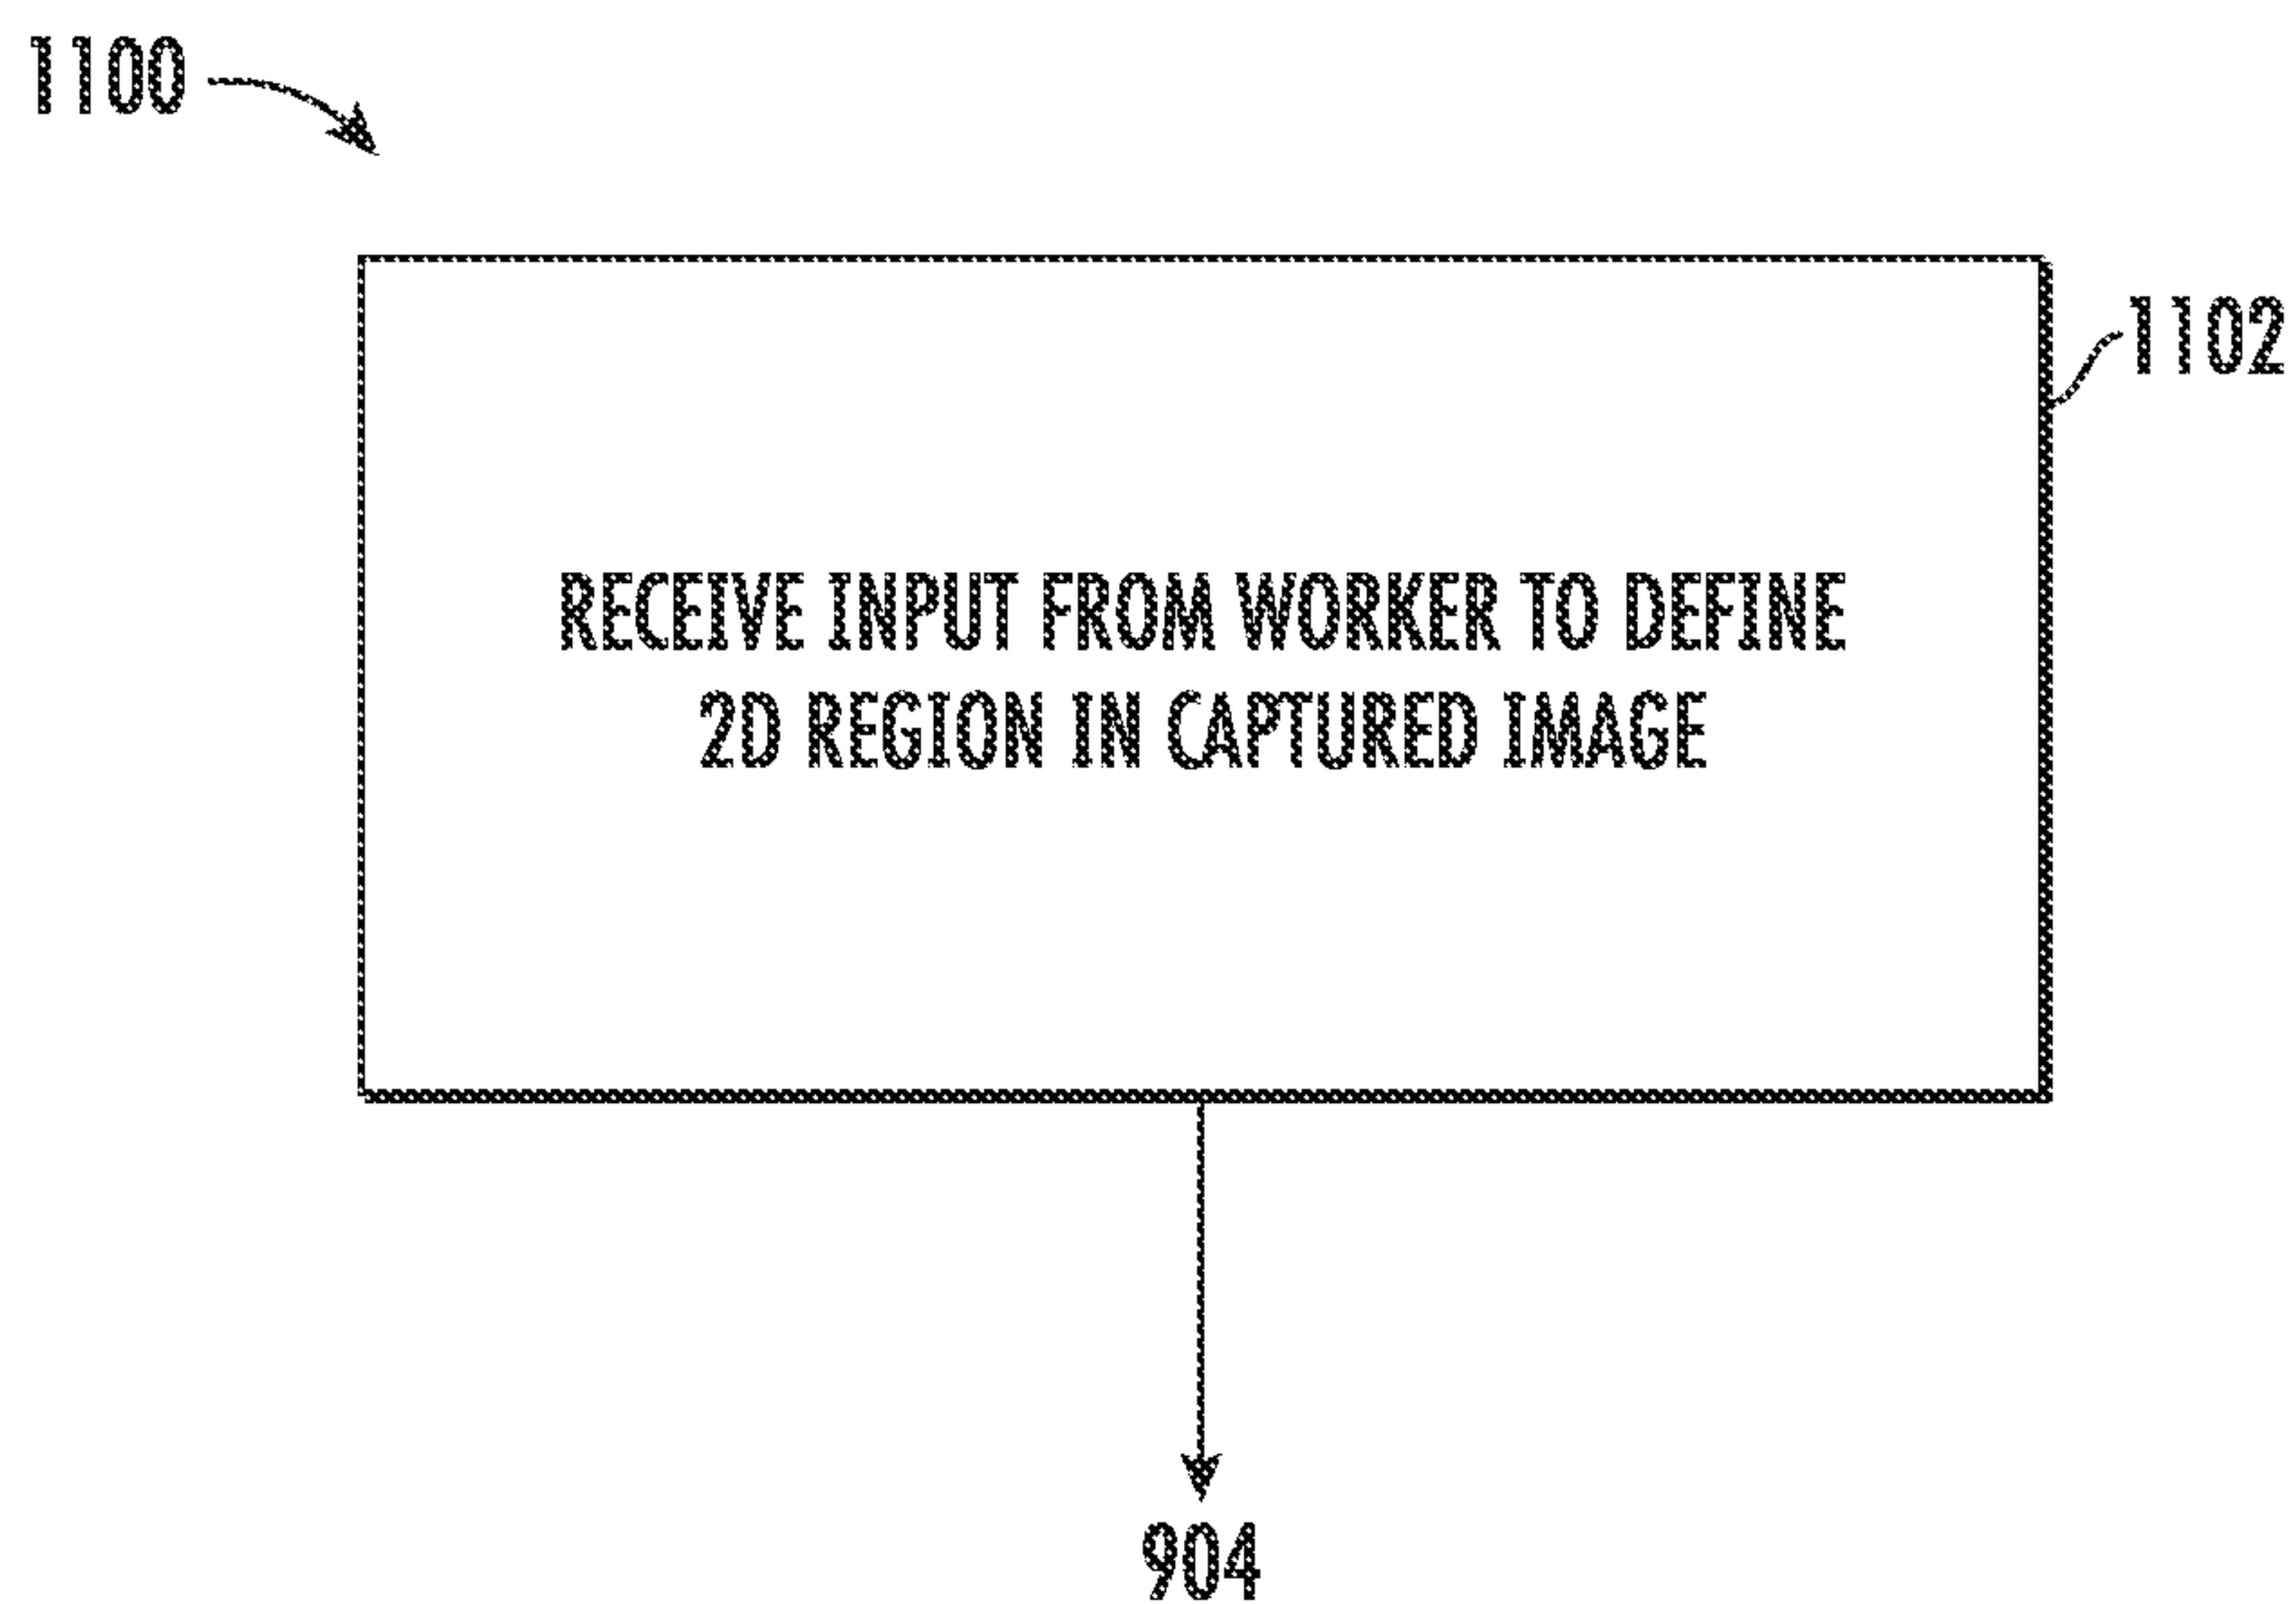 1100
1102
RECEIVE INPUT FROM WORKER TO DEFINE
2D REGION IN CAPTURED IMAGE
904